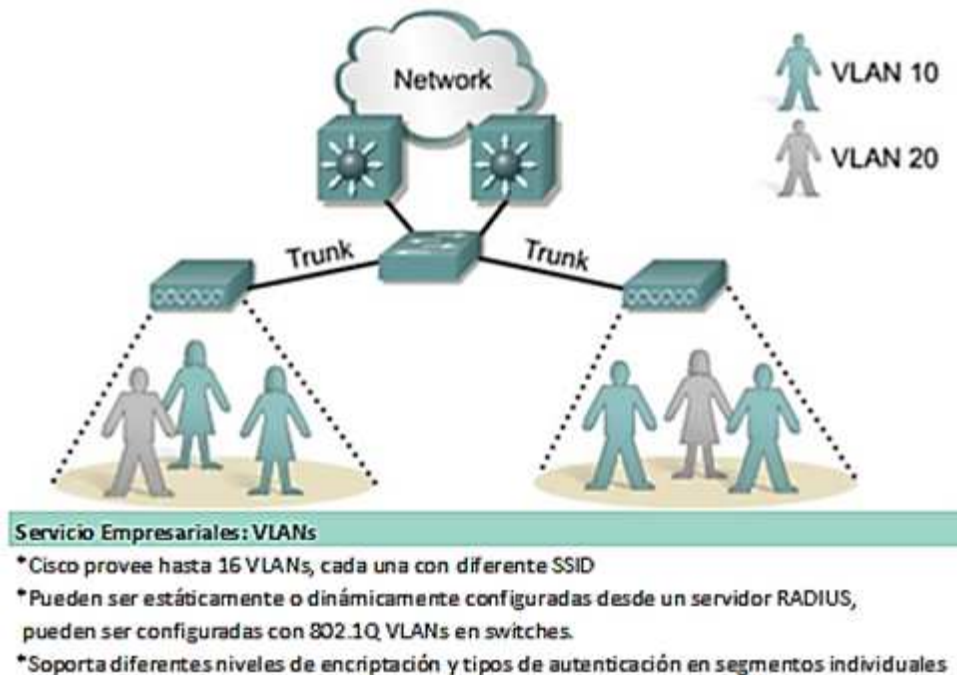 Network
VLAN 10
VLAN 20
Trunk
Trunk
Servicio Empresariales: VLANs
*Cisco provee hasta 16 VLANs, cada una con diferente SSID
*Pueden ser estáticamente o dinámicamente configuradas desde un servidor RADIUS,
pueden ser configuradas con 802.1Q VLANs en switches.
*Soporta diferentes niveles de encriptación y tipos de autenticación en segmentos individuales